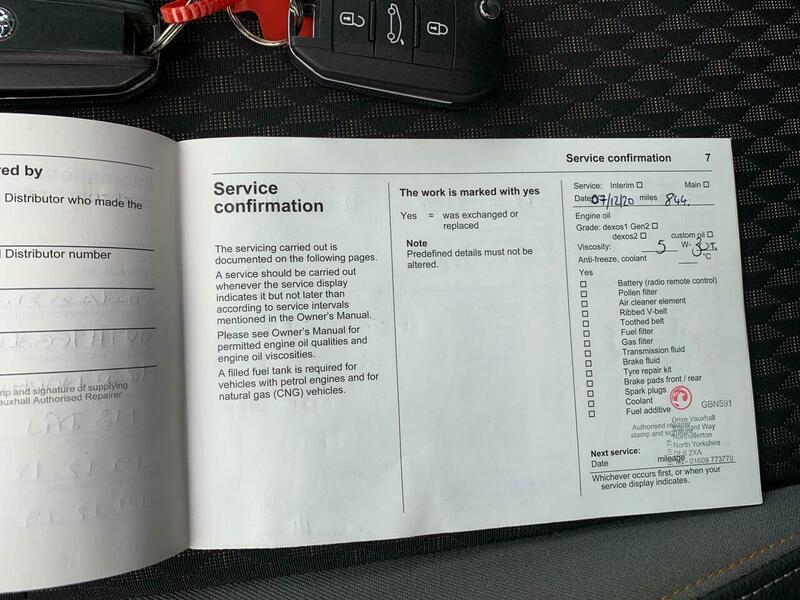 red by
l Distributor who made the
l Distributor number
mp and signature of supplying
auxhall Authorised Repairer
Service confirmation 7
Service
confirmation
The servicing carried out is
documented on the following pages.
A service should be carried out
whenever the service display
indicates it but not later than
according to service intervals
mentioned in the Owner's Manual.
Please see Owner's Manual for
permitted engine oil qualities and
engine oil viscosities.
A filled fuel tank is required for
vehicles with petrol engines and for
natural gas (CNG) vehicles.
The work is marked with yes
Yes = was exchanged or
replaced
Note
Predefined details must not be
altered.
Service: Interim ☐ Main ☐
Date 07/12/20 miles 844
Engine oil
Grade: dexos1 Gen2 ☐
dexos2 ☐ custom oil ☐
Viscosity: 5 W-
Anti-freeze, coolant °C
Yes
☐ Battery (radio remote control)
☐ Pollen filter
☐ Air cleaner element
☐ Ribbed V-belt
☐ Toothed belt
☐ Fuel filter
☐ Gas filter
☐ Transmission fluid
☐ Brake fluid
☐ Tyre repair kit
☐ Brake pads front / rear
☐ Spark plugs
☐ Coolant
☐ Fuel additive
GBN591
Authorised repairer
stamp and signature
Drive Vauxhall
Way
Northallerton
North Yorkshire
DL6 2XA
Tel - 01609 773770
Next service:
Date mileage
Whichever occurs first, or when your
service display indicates.